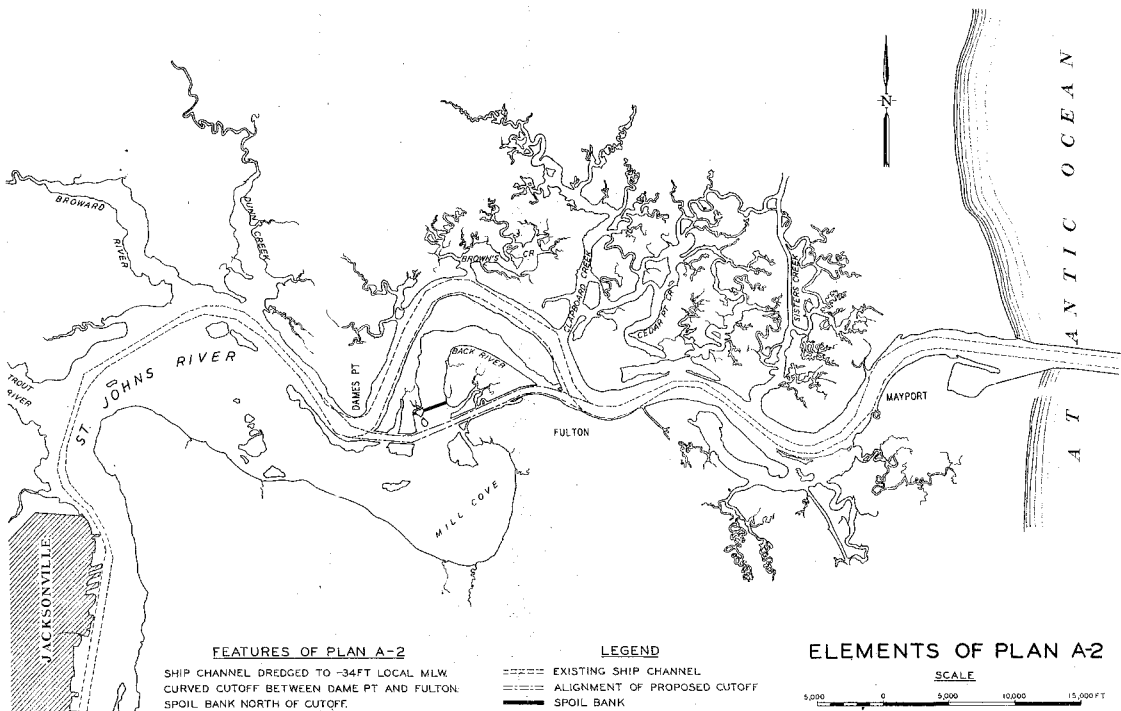 N
ATLANTIC OCEAN
BROWARD
RIVER
DUNN CREEK
BROWN'S CR
CLAPBOARD CREEK
CEDAR PT CR
SISTERS CREEK
TROUT
RIVER
ST. JOHNS RIVER
DAMES PT
BACK RIVER
FULTON
MAYPORT
MILL COVE
JACKSONVILLE
FEATURES OF PLAN A-2
SHIP CHANNEL DREDGED TO -34FT LOCAL MLW.
CURVED CUTOFF BETWEEN DAME PT AND FULTON.
SPOIL BANK NORTH OF CUTOFF.
LEGEND
EXISTING SHIP CHANNEL
ALIGNMENT OF PROPOSED CUTOFF
SPOIL BANK
ELEMENTS OF PLAN A-2
SCALE
5,000 0 5,000 10,000 15,000 FT